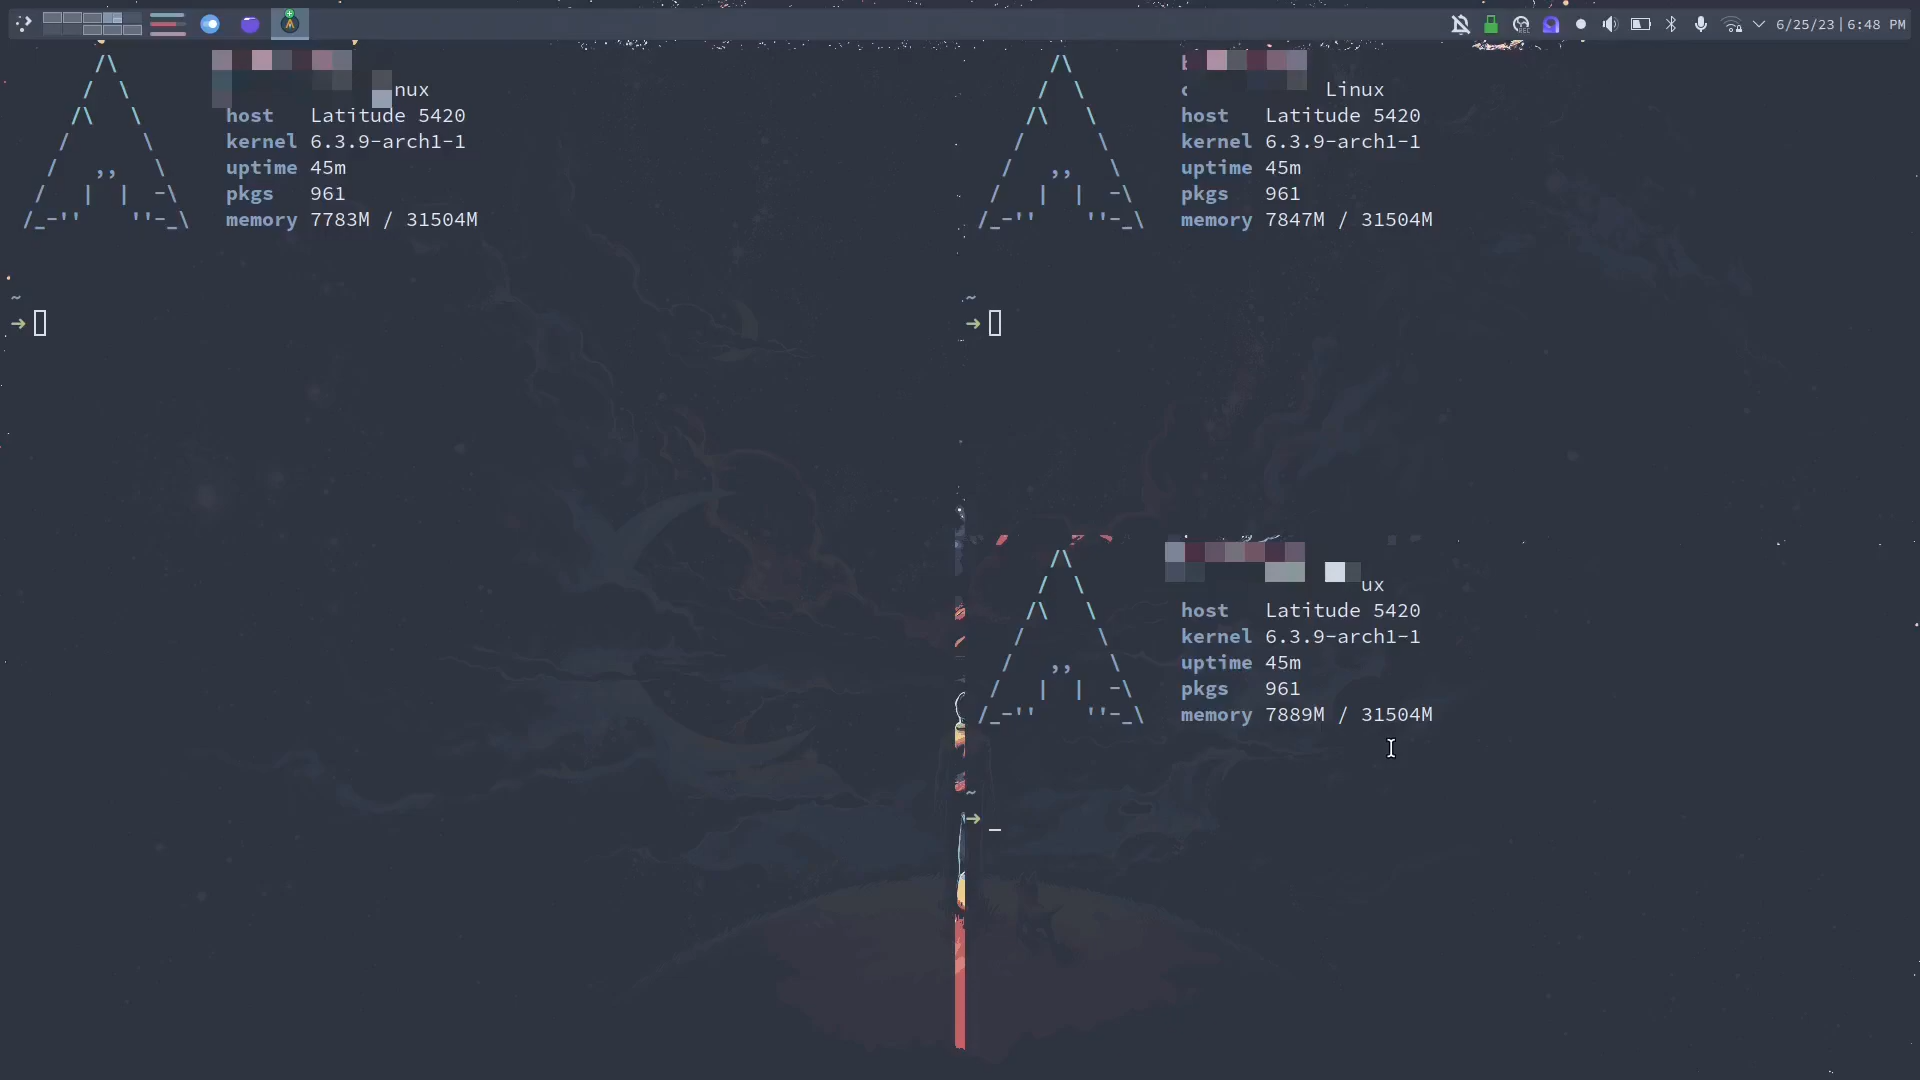 6/25/23|6:48 PM
nux
host Latitude 5420
kernel 6.3.9-arch1-1
uptime 45m
pkgs 961
memory 7783M / 31504M
~
➜
Linux
host Latitude 5420
kernel 6.3.9-arch1-1
uptime 45m
pkgs 961
memory 7847M / 31504M
~
➜
ux
host Latitude 5420
kernel 6.3.9-arch1-1
uptime 45m
pkgs 961
memory 7889M / 31504M
~
➜ _